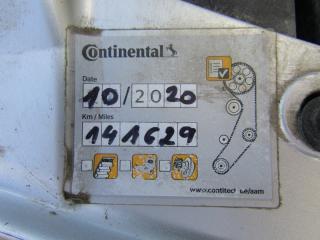 Continental
Date
10/2020
Km / Miles
141629
www.contitech.de/aam